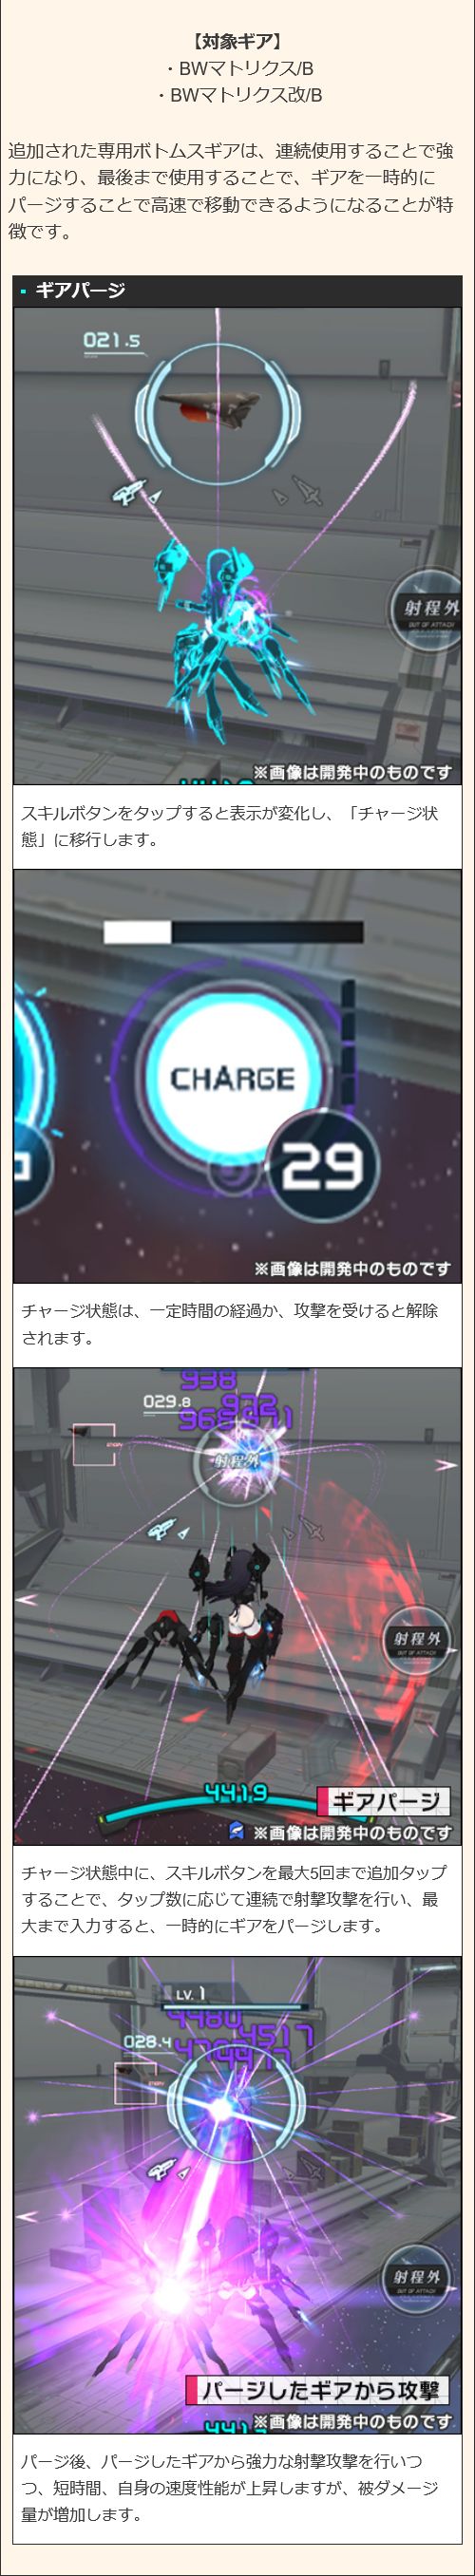 【対象ギア】
・BWマトリクス/B
・BWマトリクス改/B
追加された専用ボトムスギアは、連続使用することで強
力になり、最後まで使用することで、ギアを一時的に
パージすることで高速で移動できるようになることが特
徴です。
ギアパージ
021.5
射程外
OUT OF ATTACK
※画像は開発中のものです
スキルボタンをタップすると表示が変化し、「チャージ状
態」に移行します。
CHARGE
29
※画像は開発中のものです
チャージ状態は、一定時間の経過か、攻撃を受けると解除
されます。
938
029.8
972
射程外
射程外
OUT OF ATTACK
4419
ギアパージ
※画像は開発中のものです
チャージ状態中に、スキルボタンを最大5回まで追加タップ
することで、タップ数に応じて連続で射撃攻撃を行い、最
大まで入力すると、一時的にギアをパージします。
LV. 1
4480
4517
028.4
射程外
OUT OF ATTACK
パージしたギアから攻撃
※画像は開発中のものです
パージ後、パージしたギアから強力な射撃攻撃を行いつ
つ、短時間、自身の速度性能が上昇しますが、被ダメージ
量が増加します。